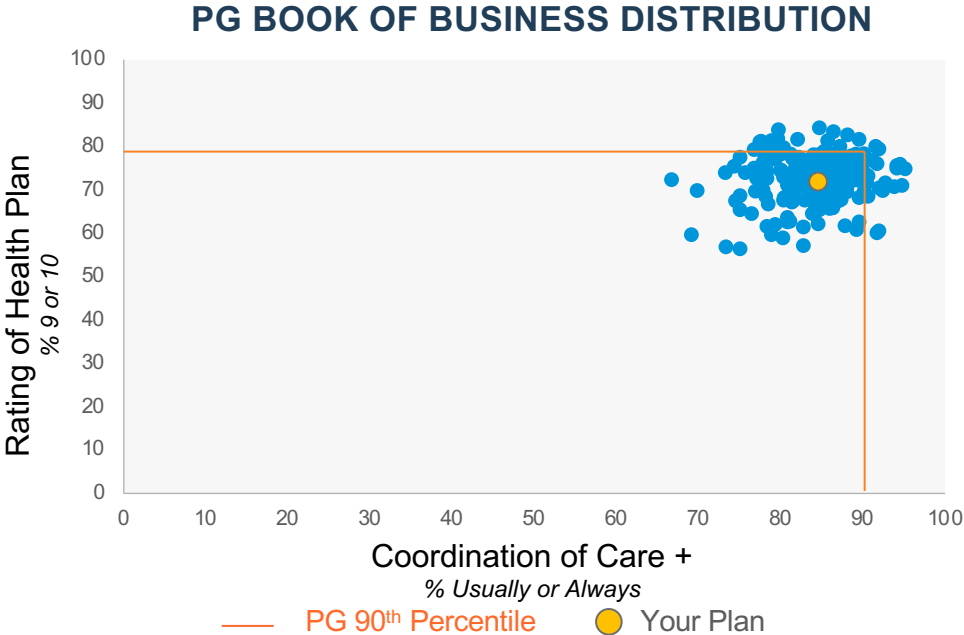 PG BOOK OF BUSINESS DISTRIBUTION
Rating of Health Plan
% 9 or 10
100
90
80
70
60
50
40
30
20
10
0
0 10 20 30 40 50 60 70 80 90 100
Coordination of Care +
% Usually or Always
PG 90th Percentile Your Plan